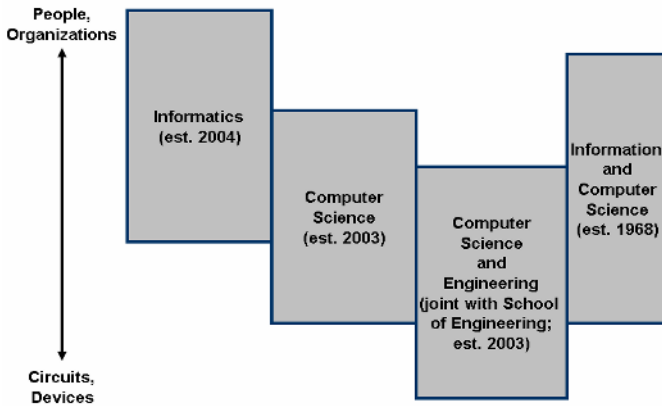 People,
Organizations
Informatics
(est. 2004)
Computer
Science
(est. 2003)
Computer
Science
and
Engineering
(joint with School
of Engineering;
est. 2003)
Information
and
Computer
Science
(est. 1968)
Circuits,
Devices